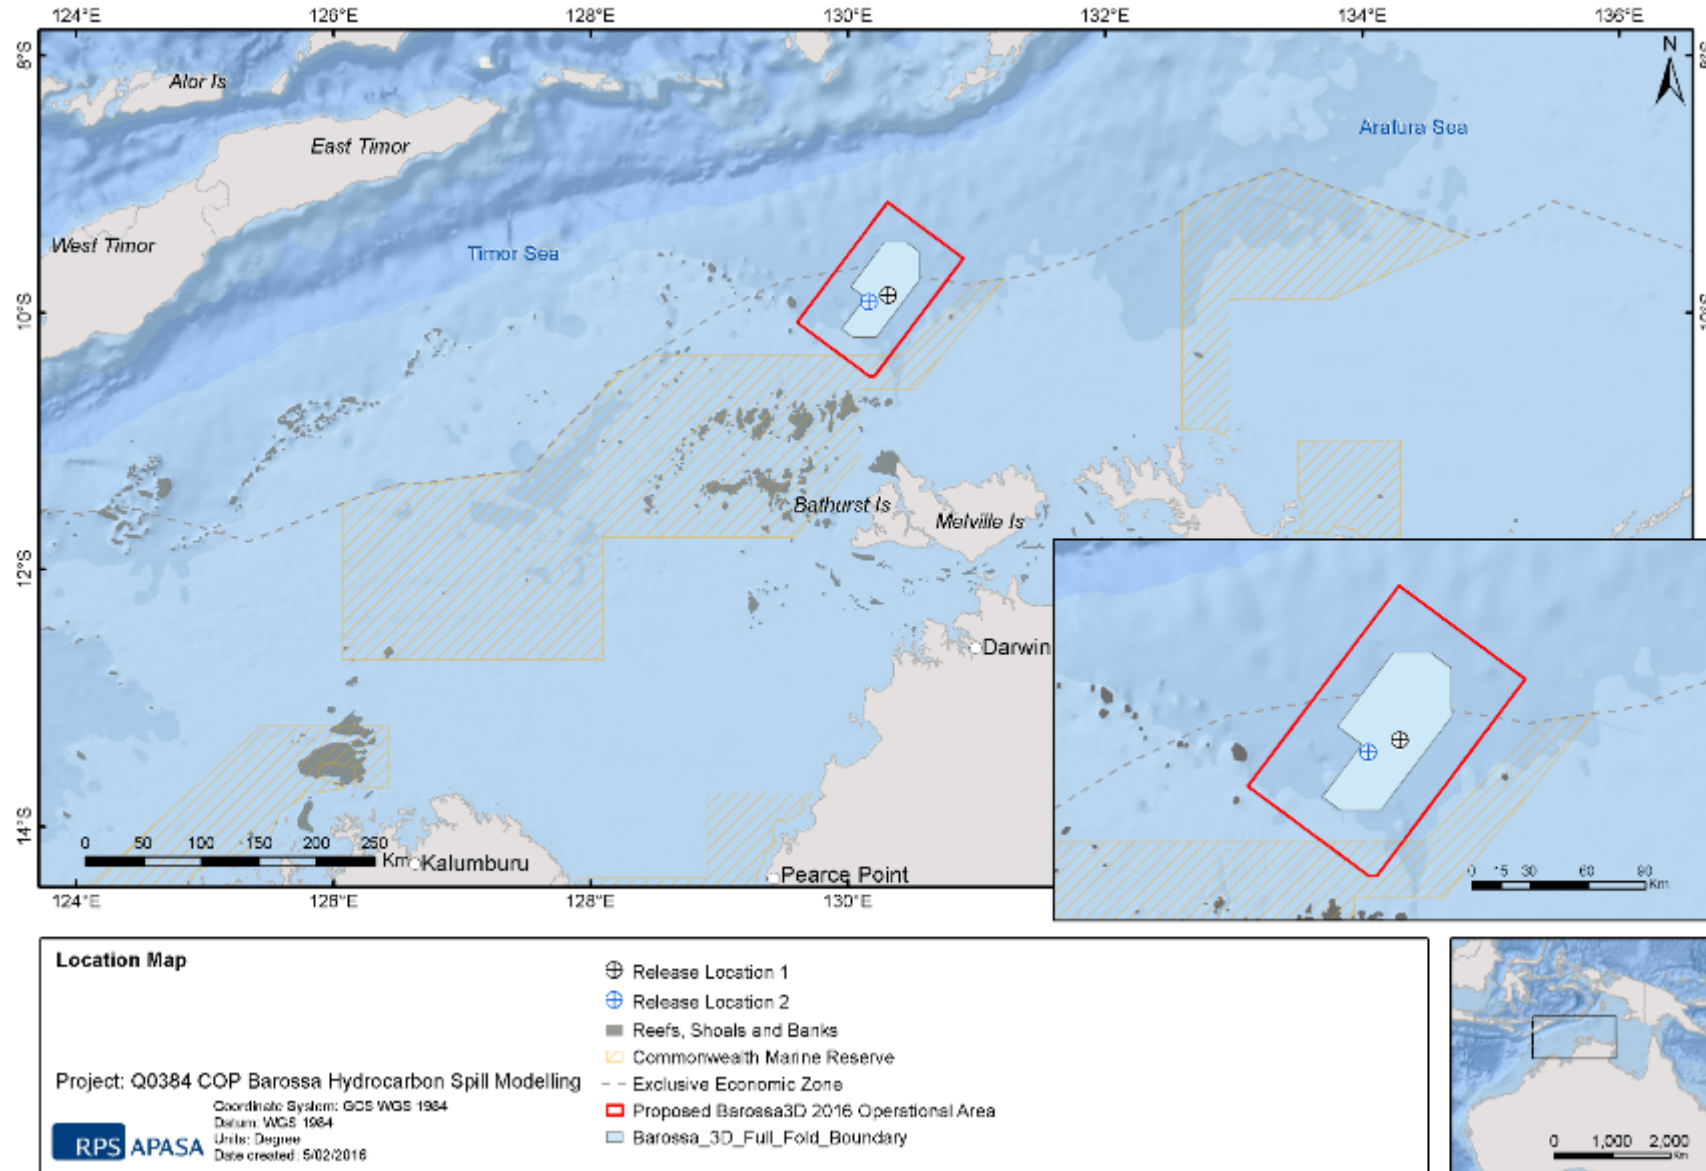 124°E 126°E 128°E 130°E 132°E 134°E 136°E
8°S
N
Alor Is
Arafura Sea
East Timor
West Timor
Timor Sea
10°S
Bathurst Is
Melville Is
12°S
Darwin
14°S
0 50 100 150 200 250
Km
Kalumburu
Pearce Point
0 15 30 60 90
Km
124°E 126°E 128°E 130°E
Location Map
Release Location 1
Release Location 2
Reefs, Shoals and Banks
Commonwealth Marine Reserve
Exclusive Economic Zone
Proposed Barossa3D 2016 Operational Area
Barossa_3D_Full_Fold_Boundary
Project: Q0384 COP Barossa Hydrocarbon Spill Modelling
RPS APASA
Coordinate System: GCS WGS 1984
Datum: WGS 1984
Units: Degree
Date created: 5/02/2016
0 1,000 2,000
Km